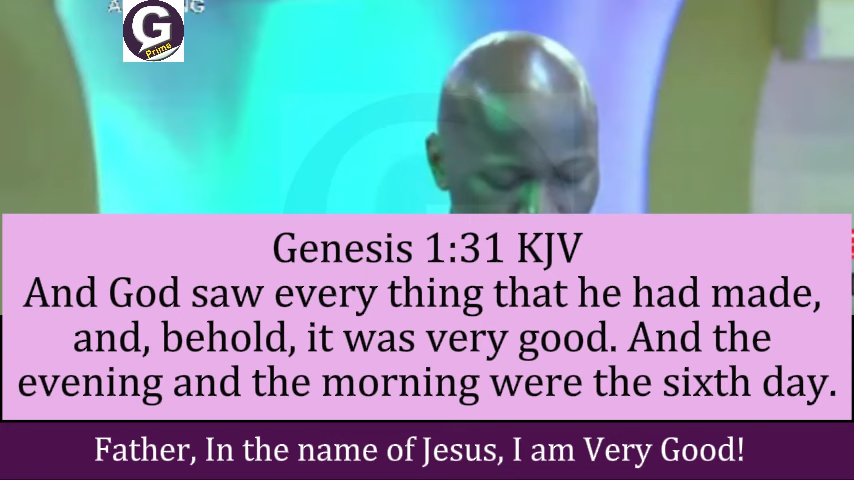 G
Prime
Genesis 1:31 KJV
And God saw every thing that he had made,
and, behold, it was very good. And the
evening and the morning were the sixth day.
Father, In the name of Jesus, I am Very Good!